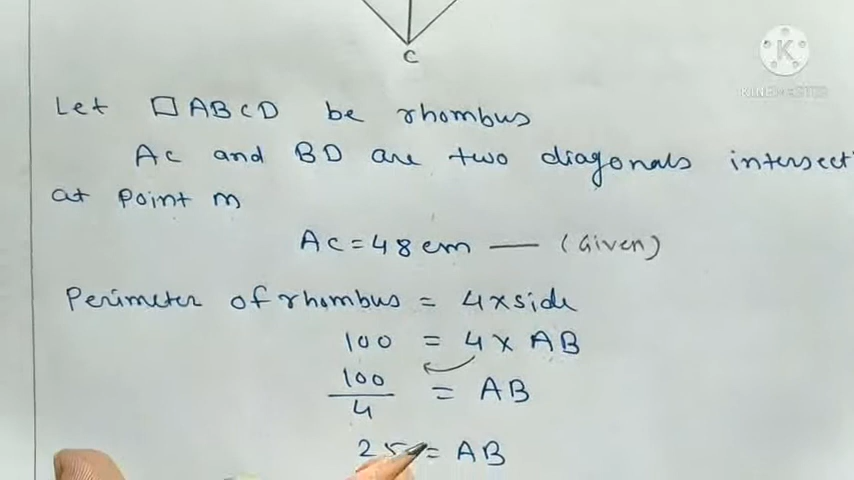 C
K
KINEMASTER
Let □ABCD be rhombus
AC and BD are two diagonals intersect
at point m
AC = 48 cm — (Given)
Perimeter of rhombus = 4 x side
100 = 4 x AB
100/4 = AB
25 = AB